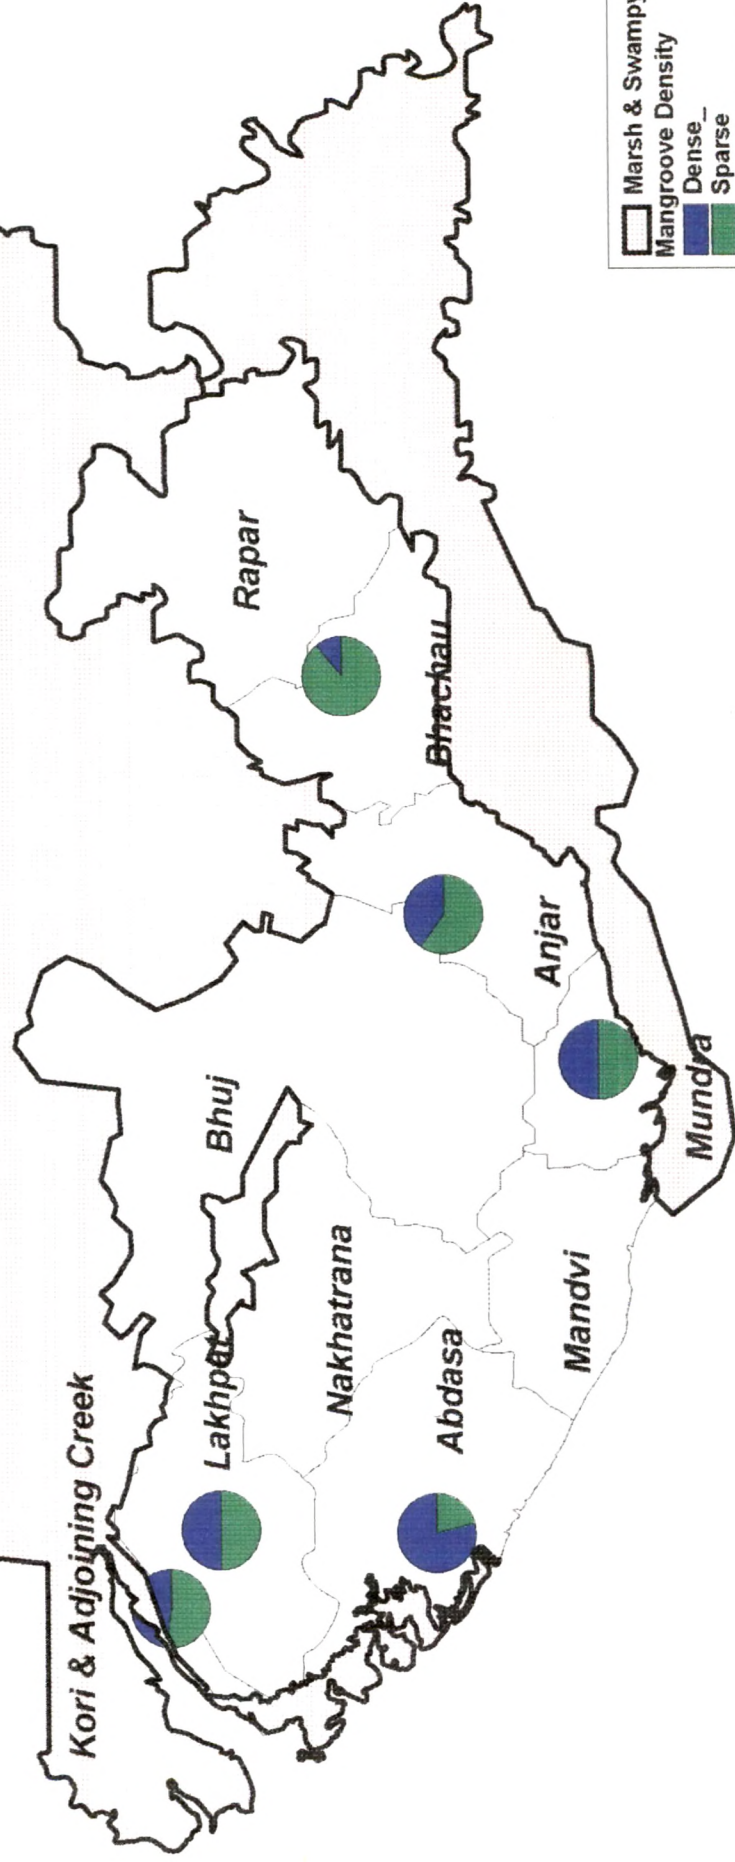 Kori & Adjoining Creek
Lakhpat
Bhuj
Rapar
Nakhatrana
Abdasa
Bhachau
Anjar
Mandvi
Mundra
Marsh & Swampy
Mangroove Density
Dense_
Sparse